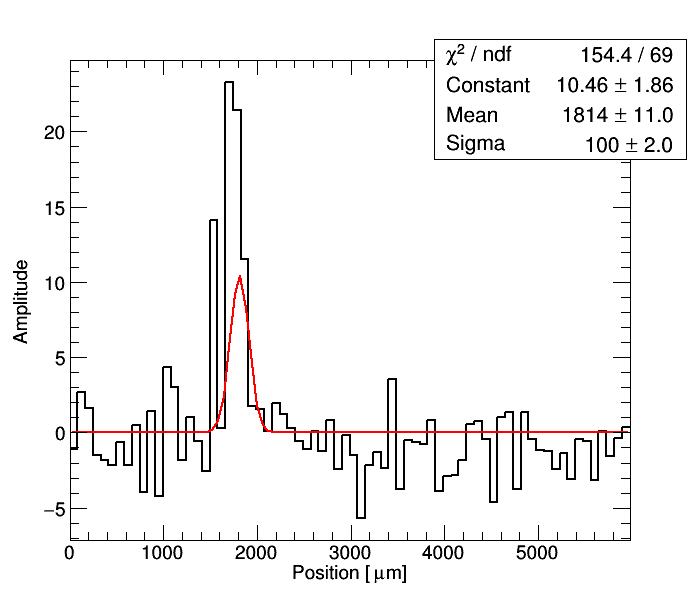 χ² / ndf 154.4 / 69
Constant 10.46 ± 1.86
Mean 1814 ± 11.0
Sigma 100 ± 2.0
20
15
10
5
0
−5
Amplitude
0 1000 2000 3000 4000 5000
Position [ μm]